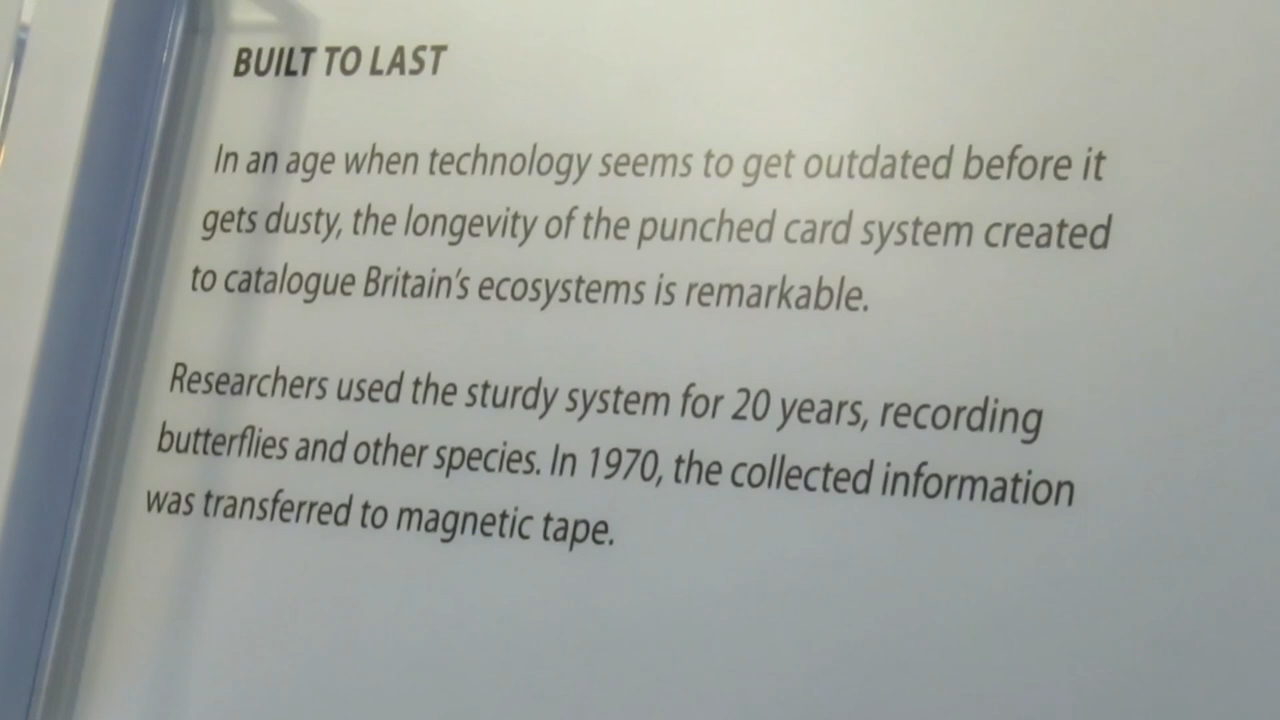 BUILT TO LAST
In an age when technology seems to get outdated before it
gets dusty, the longevity of the punched card system created
to catalogue Britain's ecosystems is remarkable.
Researchers used the sturdy system for 20 years, recording
butterflies and other species. In 1970, the collected information
was transferred to magnetic tape.